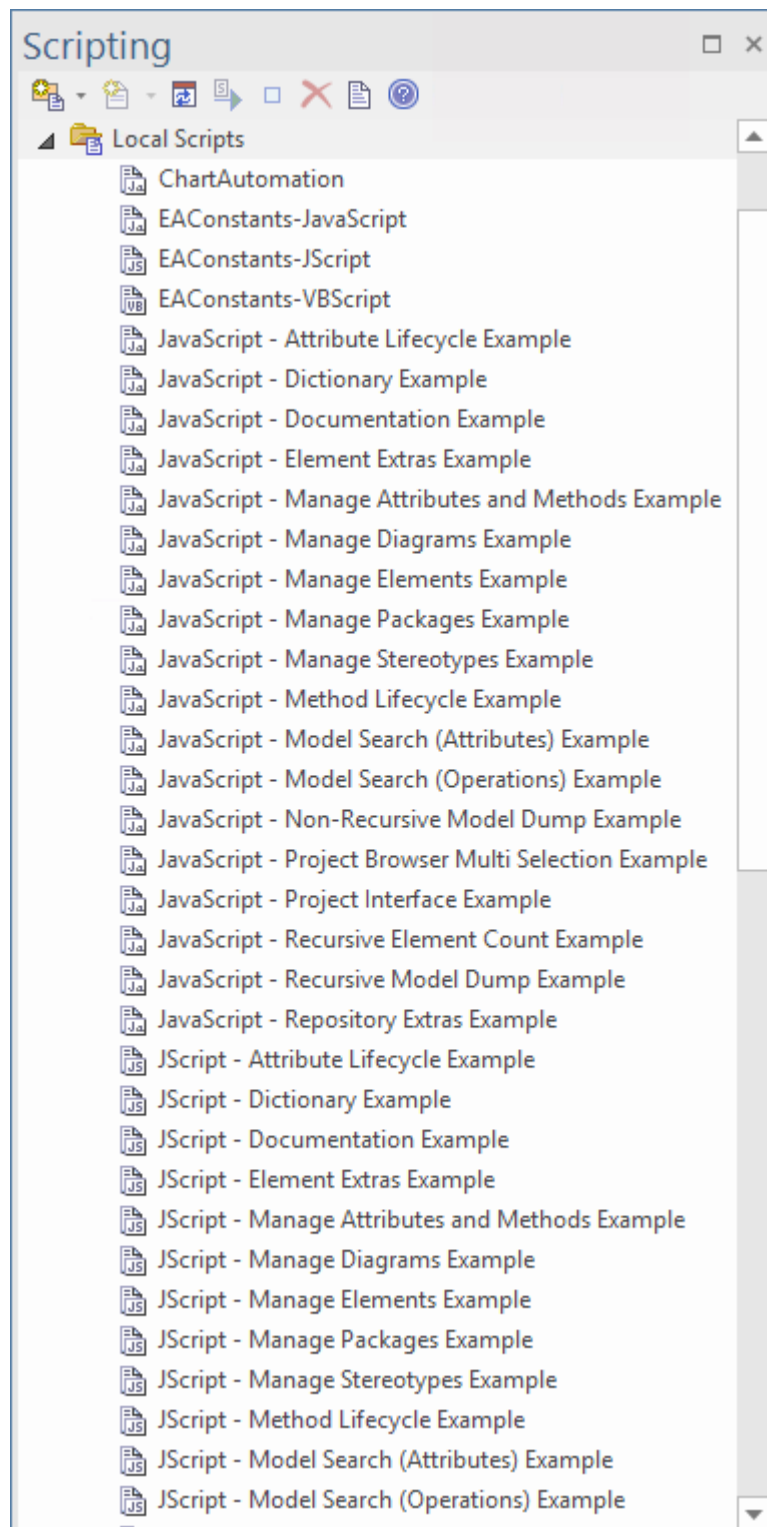 Scripting
Local Scripts
ChartAutomation
EAConstants-JavaScript
EAConstants-JScript
EAConstants-VBScript
JavaScript - Attribute Lifecycle Example
JavaScript - Dictionary Example
JavaScript - Documentation Example
JavaScript - Element Extras Example
JavaScript - Manage Attributes and Methods Example
JavaScript - Manage Diagrams Example
JavaScript - Manage Elements Example
JavaScript - Manage Packages Example
JavaScript - Manage Stereotypes Example
JavaScript - Method Lifecycle Example
JavaScript - Model Search (Attributes) Example
JavaScript - Model Search (Operations) Example
JavaScript - Non-Recursive Model Dump Example
JavaScript - Project Browser Multi Selection Example
JavaScript - Project Interface Example
JavaScript - Recursive Element Count Example
JavaScript - Recursive Model Dump Example
JavaScript - Repository Extras Example
JScript - Attribute Lifecycle Example
JScript - Dictionary Example
JScript - Documentation Example
JScript - Element Extras Example
JScript - Manage Attributes and Methods Example
JScript - Manage Diagrams Example
JScript - Manage Elements Example
JScript - Manage Packages Example
JScript - Manage Stereotypes Example
JScript - Method Lifecycle Example
JScript - Model Search (Attributes) Example
JScript - Model Search (Operations) Example